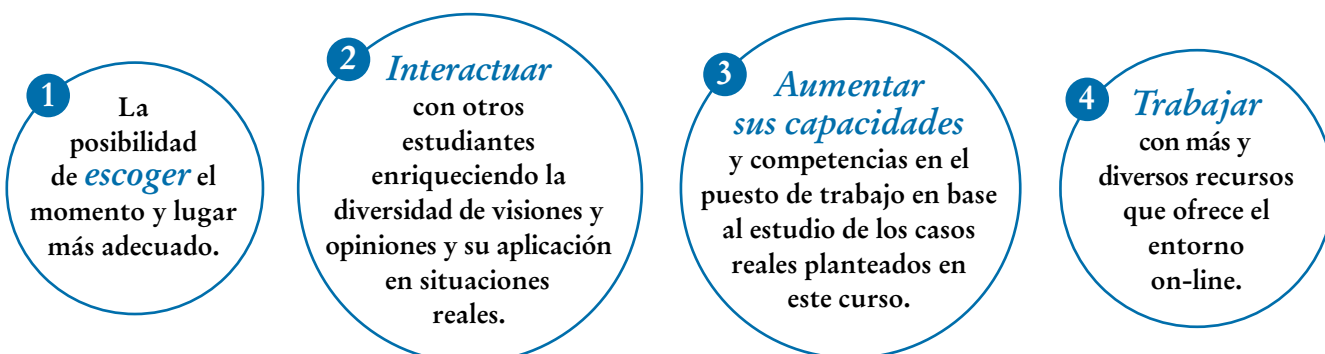 1
La
posibilidad
de escoger el
momento y lugar
más adecuado.
2
Interactuar
con otros
estudiantes
enriqueciendo la
diversidad de visiones y
opiniones y su aplicación
en situaciones
reales.
3
Aumentar
sus capacidades
y competencias en el
puesto de trabajo en base
al estudio de los casos
reales planteados en
este curso.
4
Trabajar
con más y
diversos recursos
que ofrece el
entorno
on-line.